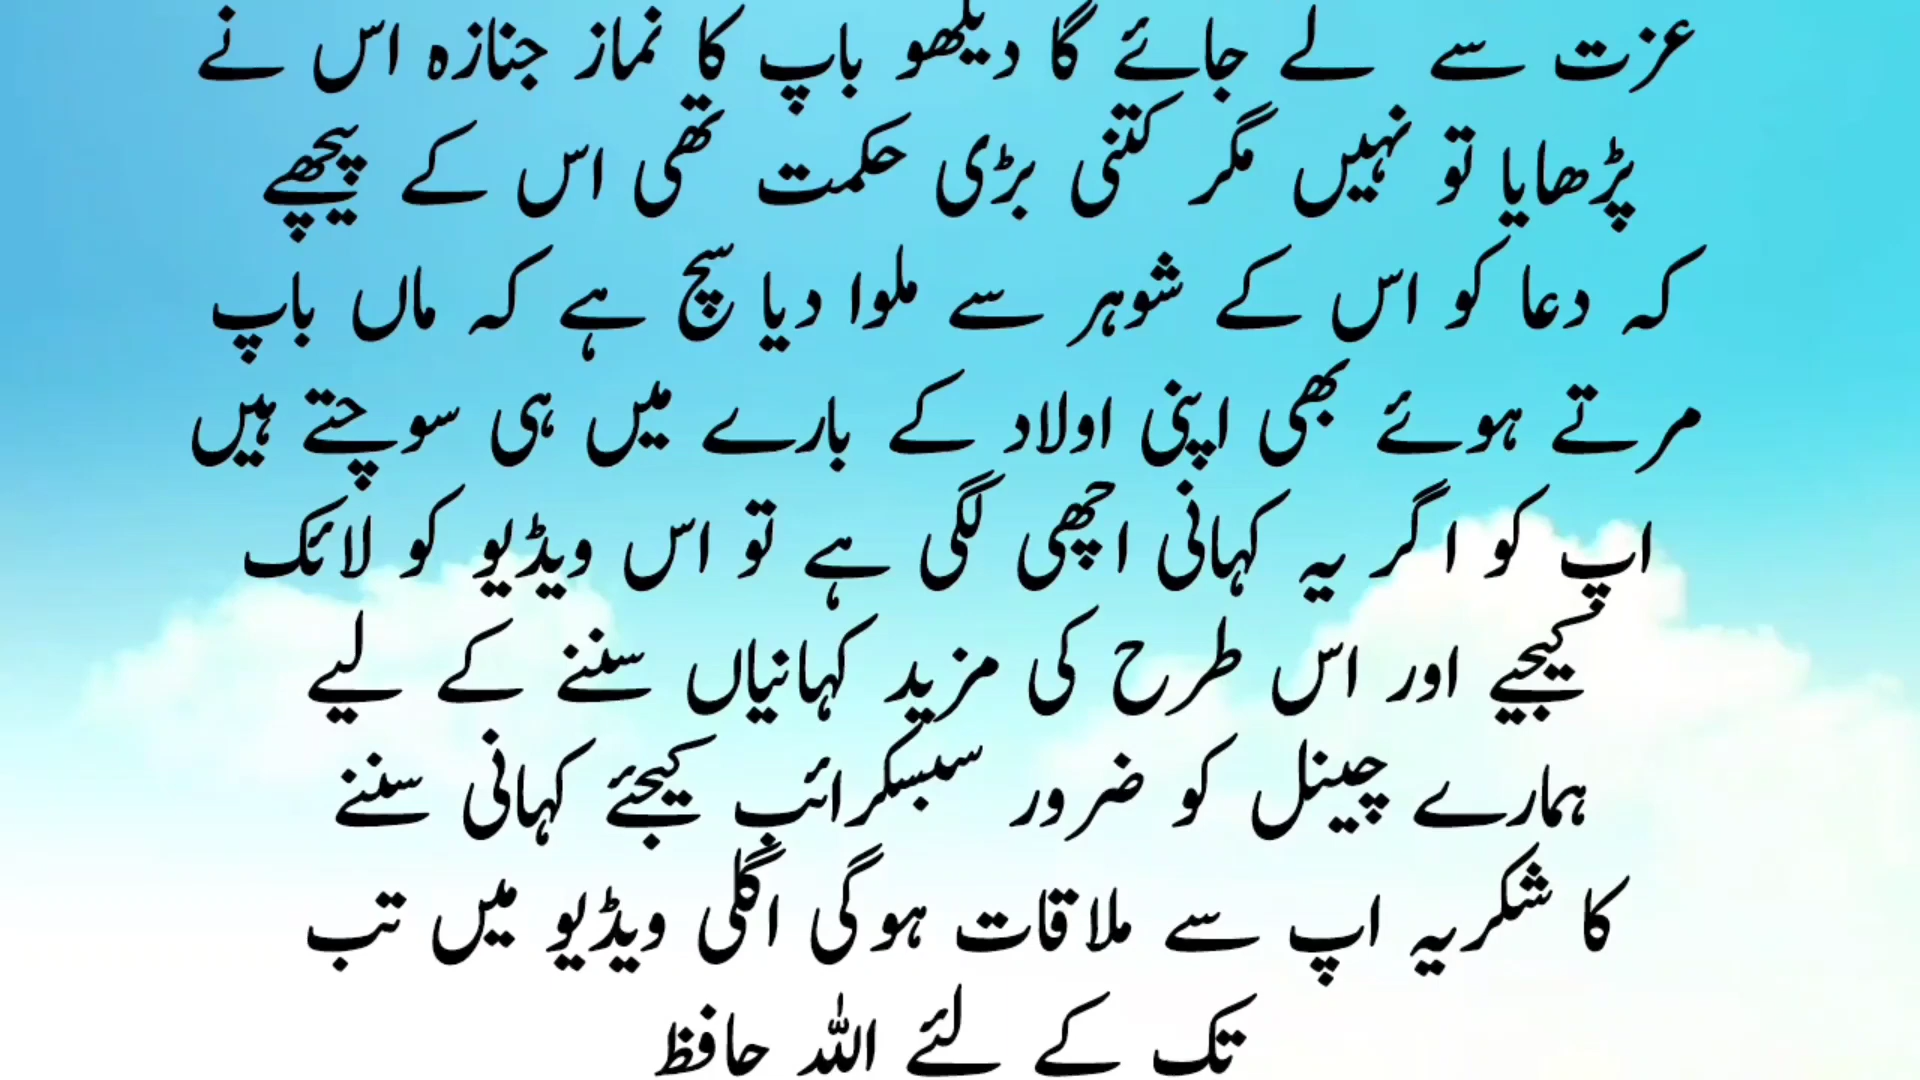 عزت سے لے جائے گا دیکھو باپ کا نماز جنازہ اس نے
پڑھایا تو نہیں مگر کتنی بڑی حکمت تھی اس کے پیچھے
کہ دعا کو اس کے شوہر سے ملوا دیا سچ ہے کہ ماں باپ
مرتے ہوئے بھی اپنی اولاد کے بارے میں ہی سوچتے ہیں
اپ کو اگر یہ کہانی اچھی لگی ہے تو اس ویڈیو کو لائک
کیجیے اور اس طرح کی مزید کہانیاں سننے کے لیے
ہمارے چینل کو ضرور سبسکرائب کیجئے کہانی سننے
کا شکریہ اپ سے ملاقات ہوگی اگلی ویڈیو میں تب
تک کے لئے اللہ حافظ